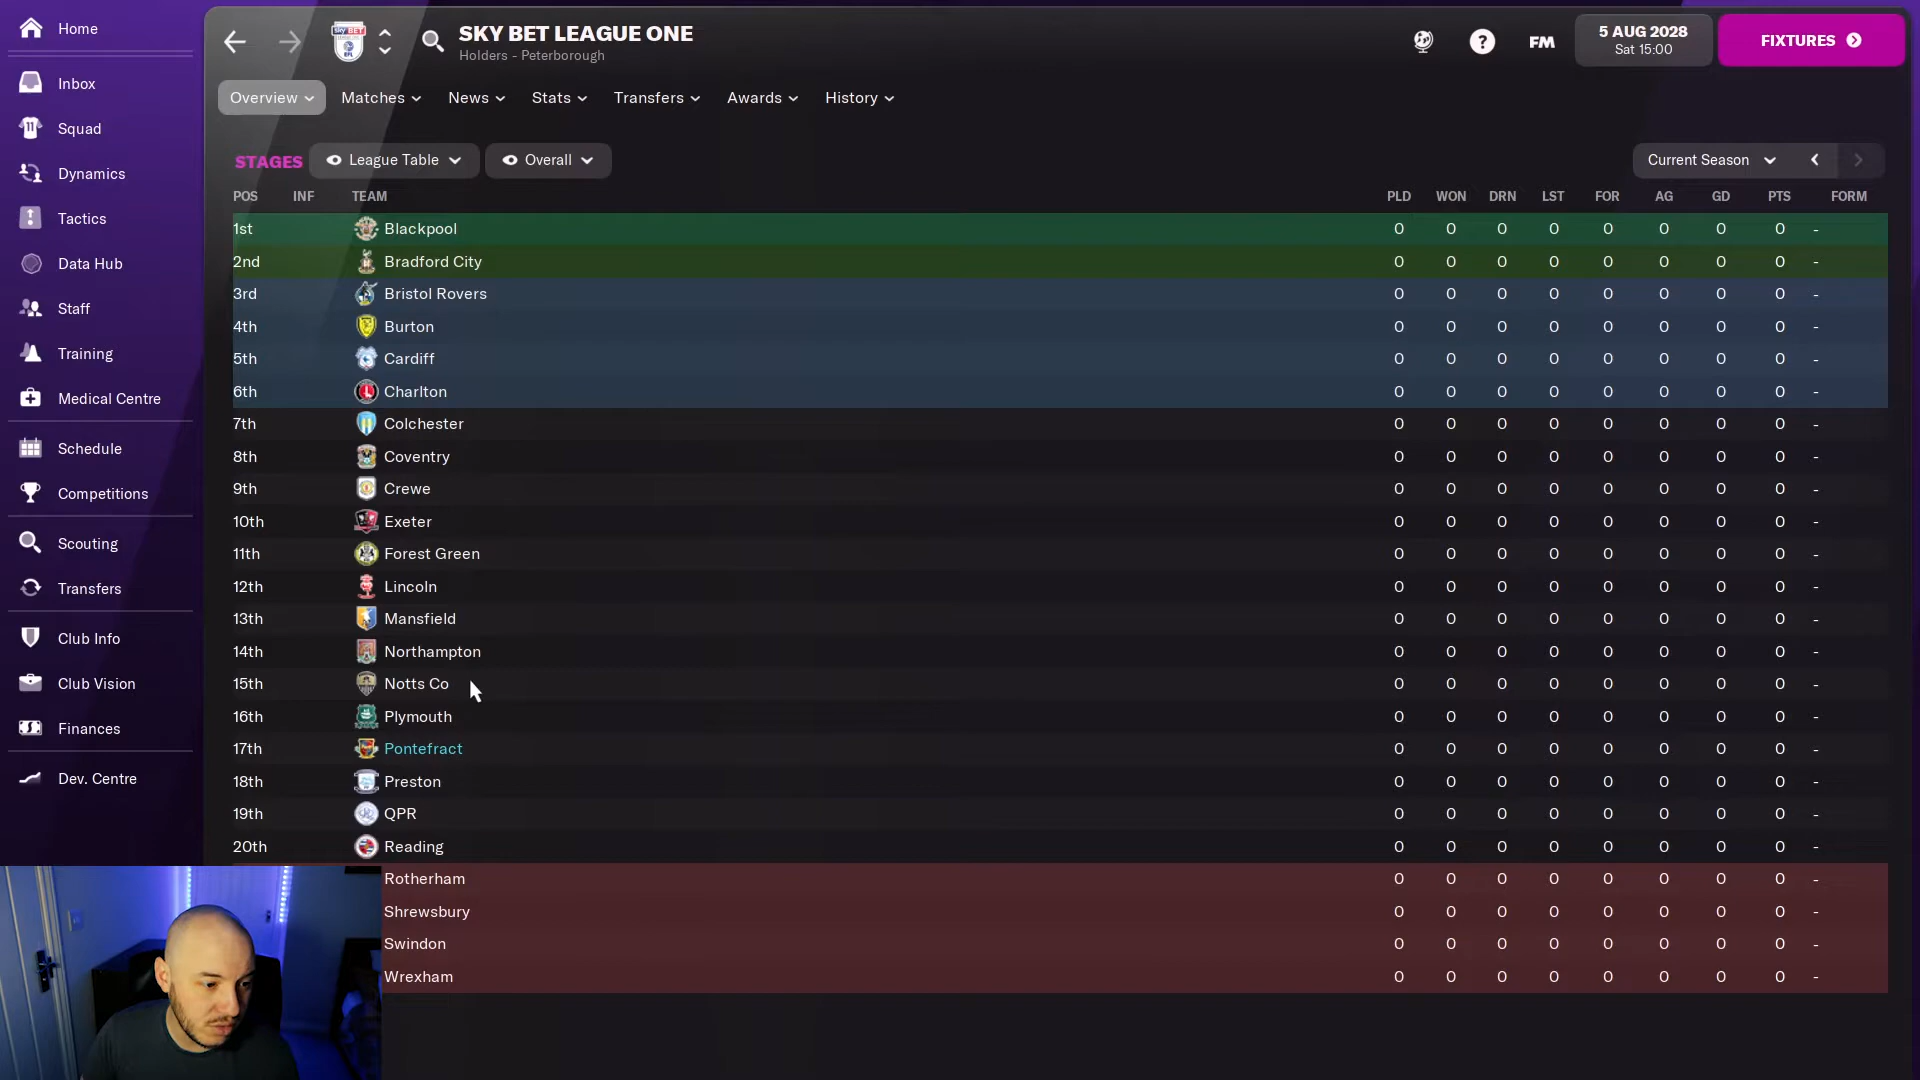 Home
Inbox
Squad
Dynamics
Tactics
Data Hub
Staff
Training
Medical Centre
Schedule
Competitions
Scouting
Transfers
Club Info
Club Vision
Finances
Dev. Centre
SKY BET LEAGUE ONE
Holders - Peterborough
FM
5 AUG 2028
Sat 15:00
FIXTURES
Overview Matches News Stats Transfers Awards History
STAGES League Table Overall Current Season
POS INF TEAM PLD WON DRN LST FOR AG GD PTS FORM
1st Blackpool 0 0 0 0 0 0 0 0 -
2nd Bradford City 0 0 0 0 0 0 0 0 -
3rd Bristol Rovers 0 0 0 0 0 0 0 0 -
4th Burton 0 0 0 0 0 0 0 0 -
5th Cardiff 0 0 0 0 0 0 0 0 -
6th Charlton 0 0 0 0 0 0 0 0 -
7th Colchester 0 0 0 0 0 0 0 0 -
8th Coventry 0 0 0 0 0 0 0 0 -
9th Crewe 0 0 0 0 0 0 0 0 -
10th Exeter 0 0 0 0 0 0 0 0 -
11th Forest Green 0 0 0 0 0 0 0 0 -
12th Lincoln 0 0 0 0 0 0 0 0 -
13th Mansfield 0 0 0 0 0 0 0 0 -
14th Northampton 0 0 0 0 0 0 0 0 -
15th Notts Co 0 0 0 0 0 0 0 0 -
16th Plymouth 0 0 0 0 0 0 0 0 -
17th Pontefract 0 0 0 0 0 0 0 0 -
18th Preston 0 0 0 0 0 0 0 0 -
19th QPR 0 0 0 0 0 0 0 0 -
20th Reading 0 0 0 0 0 0 0 0 -
Rotherham 0 0 0 0 0 0 0 0 -
Shrewsbury 0 0 0 0 0 0 0 0 -
Swindon 0 0 0 0 0 0 0 0 -
Wrexham 0 0 0 0 0 0 0 0 -